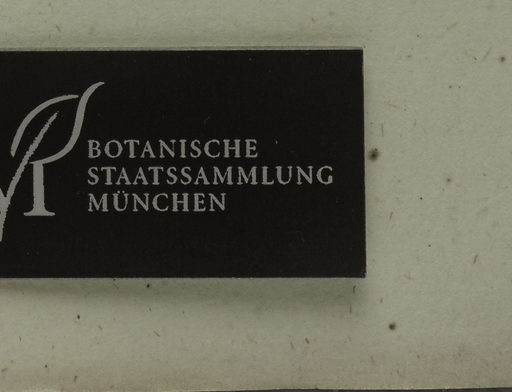 BOTANISCHE
STAATSSAMMLUNG
MÜNCHEN